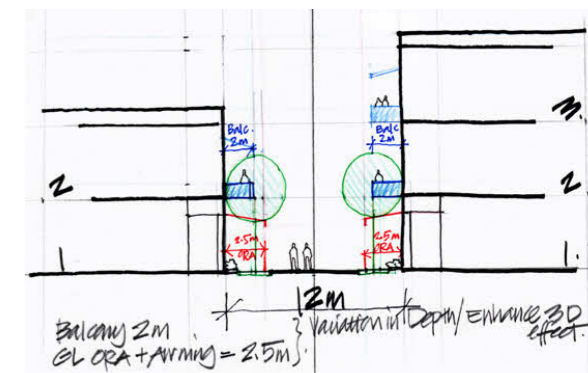 3.
BALC.
2m
BALC
2m
2
2
2.5m
ORA
2.5m
ORA
1
1.
12m
Balcony 2m
GL ORA + Awning = 2.5m
} Variation in Depth/Enhance 3D
effect.